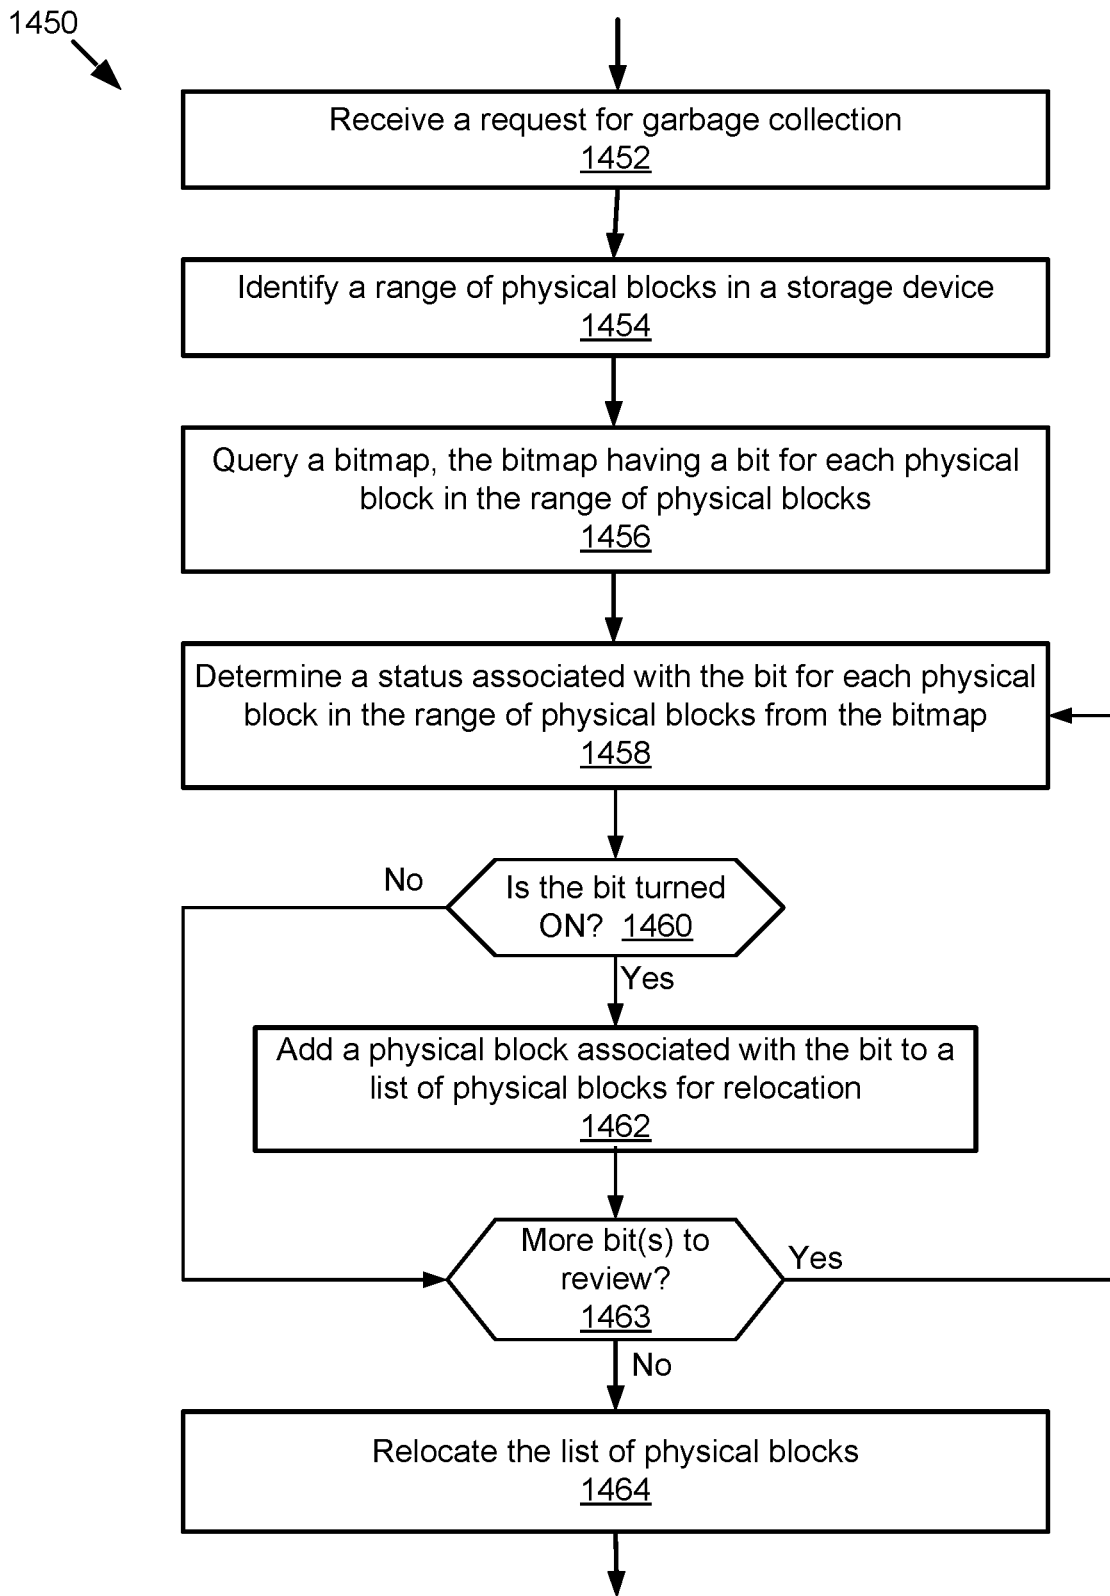 1450
Receive a request for garbage collection
1452
Identify a range of physical blocks in a storage device
1454
Query a bitmap, the bitmap having a bit for each physical
block in the range of physical blocks
1456
Determine a status associated with the bit for each physical
block in the range of physical blocks from the bitmap
1458
No
Is the bit turned
ON? 1460
Yes
Add a physical block associated with the bit to a
list of physical blocks for relocation
1462
More bit(s) to
review?
1463
Yes
No
Relocate the list of physical blocks
1464